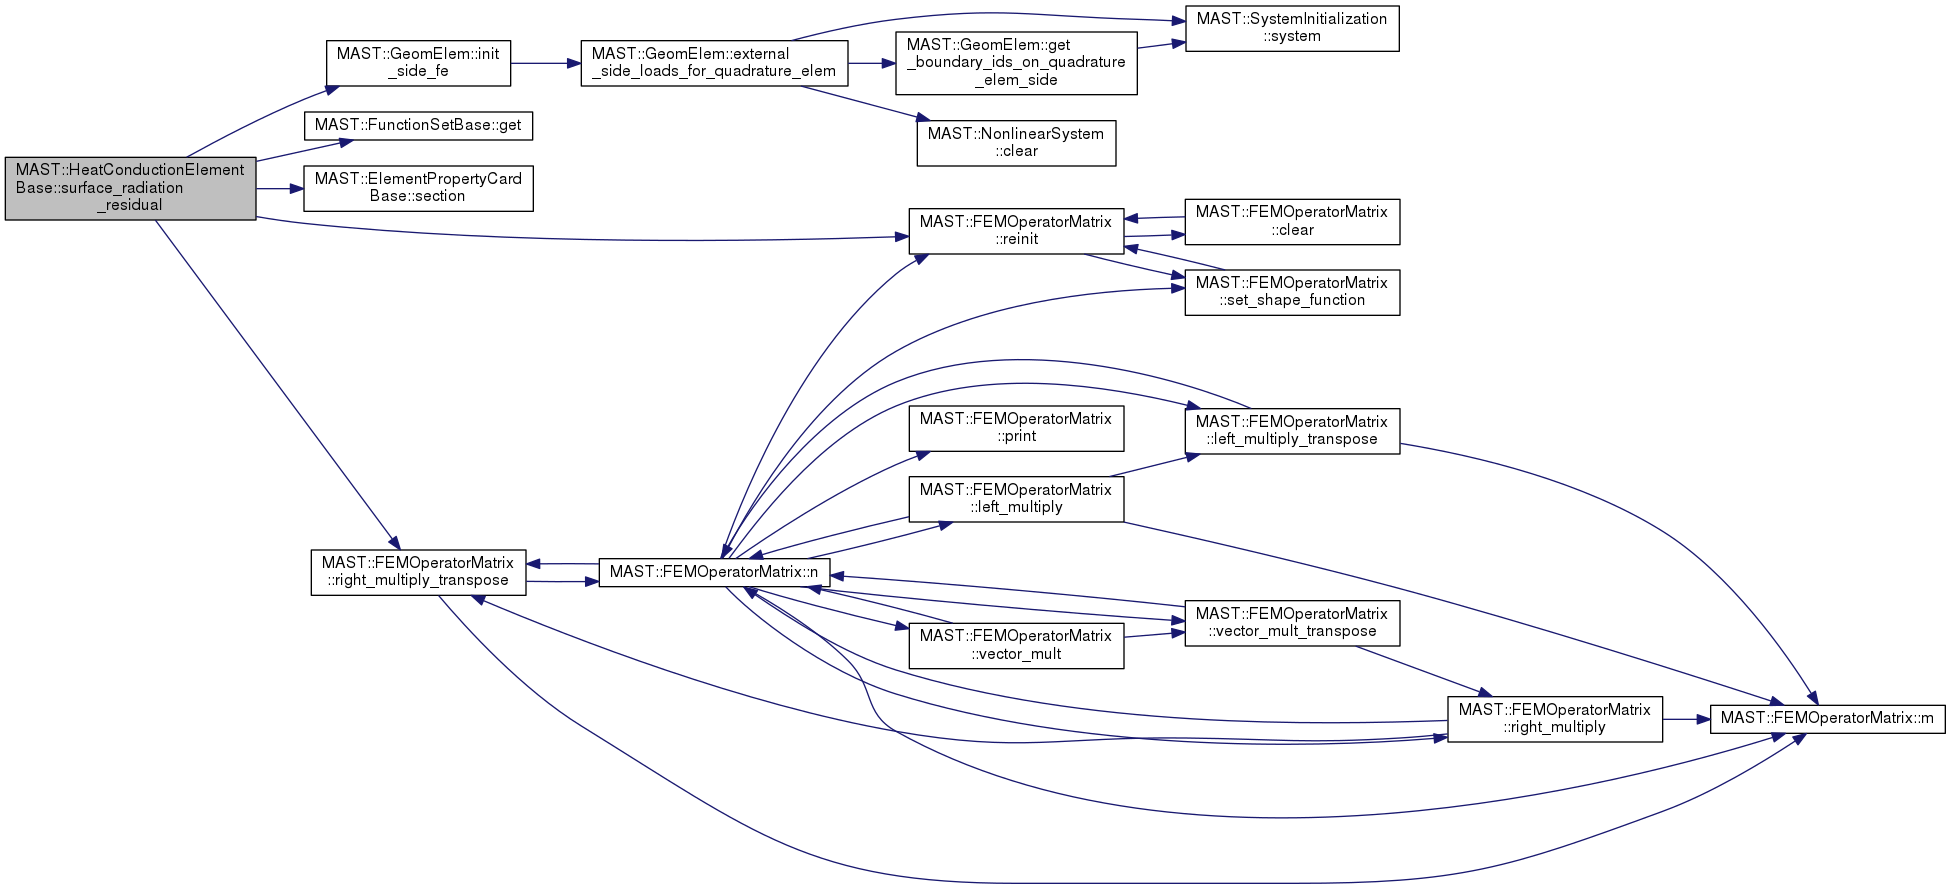 MAST::HeatConductionElement
Base::surface_radiation
_residual
MAST::GeomElem::init
_side_fe
MAST::FunctionSetBase::get
MAST::ElementPropertyCard
Base::section
MAST::FEMOperatorMatrix
::right_multiply_transpose
MAST::GeomElem::external
_side_loads_for_quadrature_elem
MAST::FEMOperatorMatrix::n
MAST::GeomElem::get
_boundary_ids_on_quadrature
_elem_side
MAST::NonlinearSystem
::clear
MAST::FEMOperatorMatrix
::reinit
MAST::FEMOperatorMatrix
::print
MAST::FEMOperatorMatrix
::left_multiply
MAST::FEMOperatorMatrix
::vector_mult
MAST::SystemInitialization
::system
MAST::FEMOperatorMatrix
::clear
MAST::FEMOperatorMatrix
::set_shape_function
MAST::FEMOperatorMatrix
::left_multiply_transpose
MAST::FEMOperatorMatrix
::vector_mult_transpose
MAST::FEMOperatorMatrix
::right_multiply
MAST::FEMOperatorMatrix::m